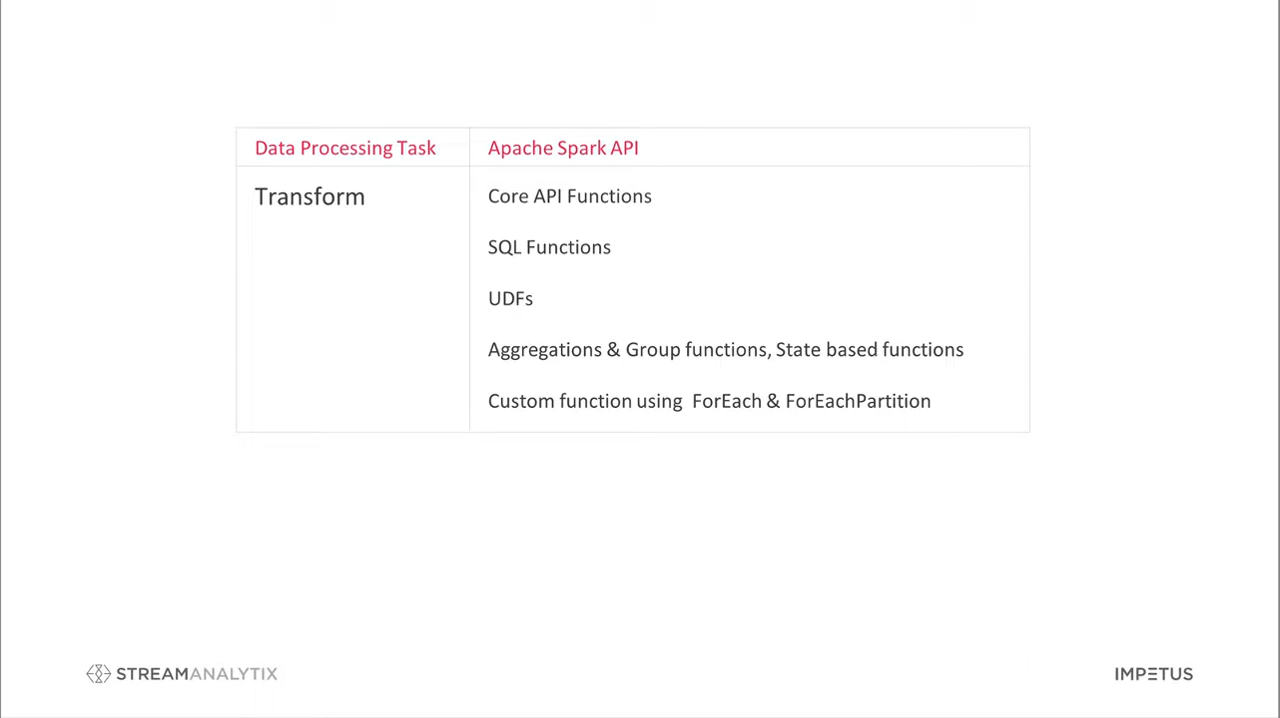 Data Processing Task
Apache Spark API
Transform
Core API Functions
SQL Functions
UDFs
Aggregations & Group functions, State based functions
Custom function using ForEach & ForEachPartition
STREAMANALYTIX
IMPETUS